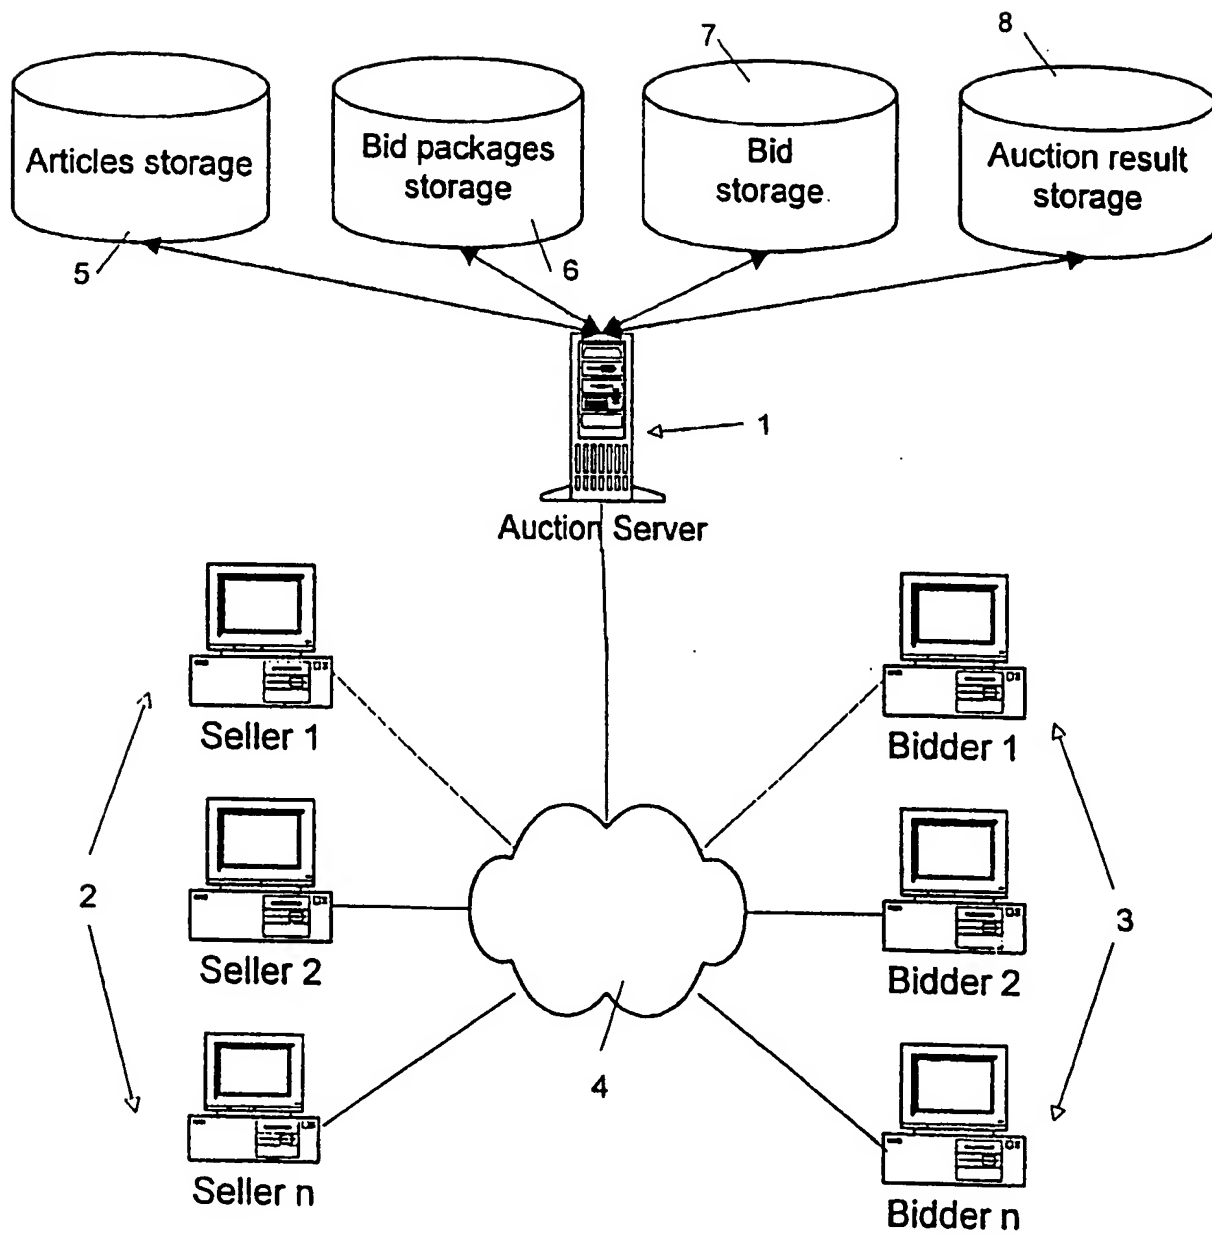 7
8
Articles storage
Bid packages
storage
Bid
storage
Auction result
storage
5
6
1
Auction Server
Seller 1
Bidder 1
2
3
Seller 2
Bidder 2
4
Seller n
Bidder n